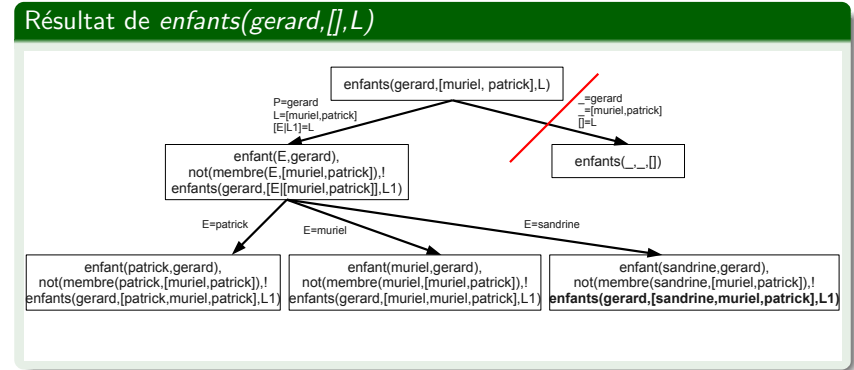 Résultat de enfants(gerard,[],L)
enfants(gerard,[muriel, patrick],L)
P=gerard
L=[muriel,patrick]
[E|L1]=L
_=gerard
_=[muriel,patrick]
[]=L
enfant(E,gerard),
not(membre(E,[muriel,patrick]),!
enfants(gerard,[E|[muriel,patrick]],L1)
enfants(_,_,[])
E=patrick
E=muriel
E=sandrine
enfant(patrick,gerard),
not(membre(patrick,[muriel,patrick]),!
enfants(gerard,[patrick,muriel,patrick],L1)
enfant(muriel,gerard),
not(membre(muriel,[muriel,patrick]),!
enfants(gerard,[muriel,muriel,patrick],L1)
enfant(sandrine,gerard),
not(membre(sandrine,[muriel,patrick]),!
enfants(gerard,[sandrine,muriel,patrick],L1)